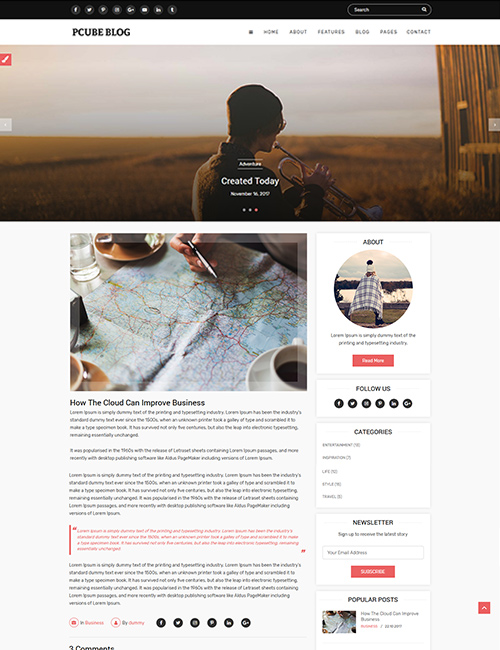 Search
PCUBE BLOG
HOME ABOUT FEATURES BLOG PAGES CONTACT
Adventure
Created Today
November 16, 2017
How The Cloud Can Improve Business
Lorem Ipsum is simply dummy text of the printing and typesetting industry. Lorem Ipsum has been the industry's
standard dummy text ever since the 1500s, when an unknown printer took a galley of type and scrambled it to
make a type specimen book. It has survived not only five centuries, but also the leap into electronic typesetting,
remaining essentially unchanged.
It was popularised in the 1960s with the release of Letraset sheets containing Lorem Ipsum passages, and more
recently with desktop publishing software like Aldus PageMaker including versions of Lorem Ipsum.
Lorem Ipsum is simply dummy text of the printing and typesetting industry. Lorem Ipsum has been the industry's
standard dummy text ever since the 1500s, when an unknown printer took a galley of type and scrambled it to
make a type specimen book. It has survived not only five centuries, but also the leap into electronic typesetting,
remaining essentially unchanged. It was popularised in the 1960s with the release of Letraset sheets containing
Lorem Ipsum passages, and more recently with desktop publishing software like Aldus PageMaker including
versions of Lorem Ipsum.
Lorem Ipsum is simply dummy text of the printing and typesetting industry. Lorem Ipsum has been the industry's
standard dummy text ever since the 1500s, when an unknown printer took a galley of type and scrambled it to
make a type specimen book. It has survived not only five centuries, but also the leap into electronic typesetting, remaining
essentially unchanged.
Lorem Ipsum is simply dummy text of the printing and typesetting industry. Lorem Ipsum has been the industry's
standard dummy text ever since the 1500s, when an unknown printer took a galley of type and scrambled it to
make a type specimen book. It has survived not only five centuries, but also the leap into electronic typesetting,
remaining essentially unchanged. It was popularised in the 1960s with the release of Letraset sheets containing
Lorem Ipsum passages, and more recently with desktop publishing software like Aldus PageMaker including
versions of Lorem Ipsum.
In Business By dummy
3 Comments
ABOUT
Lorem Ipsum is simply dummy text of the
printing and typesetting industry.
Read More
FOLLOW US
CATEGORIES
ENTERTAINMENT
INSPIRATION
LIFE
STYLE
TRAVEL
NEWSLETTER
Sign up to receive the latest story
Your Email Address
SUBSCRIBE
POPULAR POSTS
How The Cloud Can Improve
Business
BUSINESS / 22.10.2017